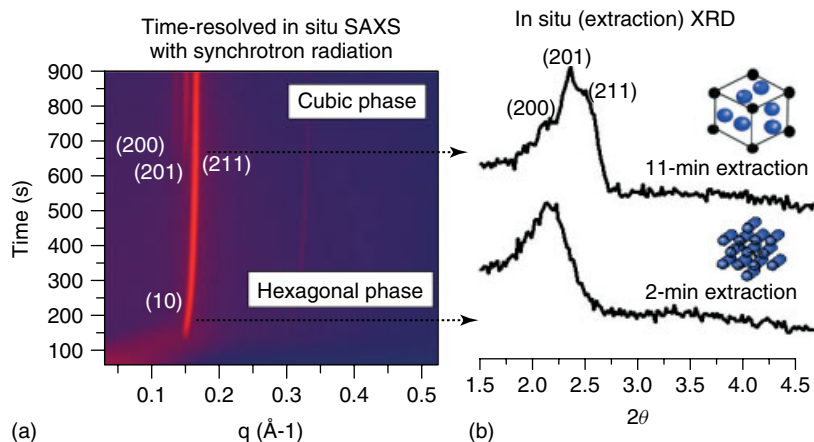 Time-resolved in situ SAXS
with synchrotron radiation
900
800
700
600
500
400
300
200
100
Time (s)
Cubic phase
(200)
(201)
(211)
(10)
Hexagonal phase
0.1
0.2
0.3
0.4
0.5
(a)
q (Å-1)
In situ (extraction) XRD
(201)
(200)
(211)
11-min extraction
2-min extraction
1.5
2.0
2.5
3.0
3.5
4.0
4.5
(b)
2θ